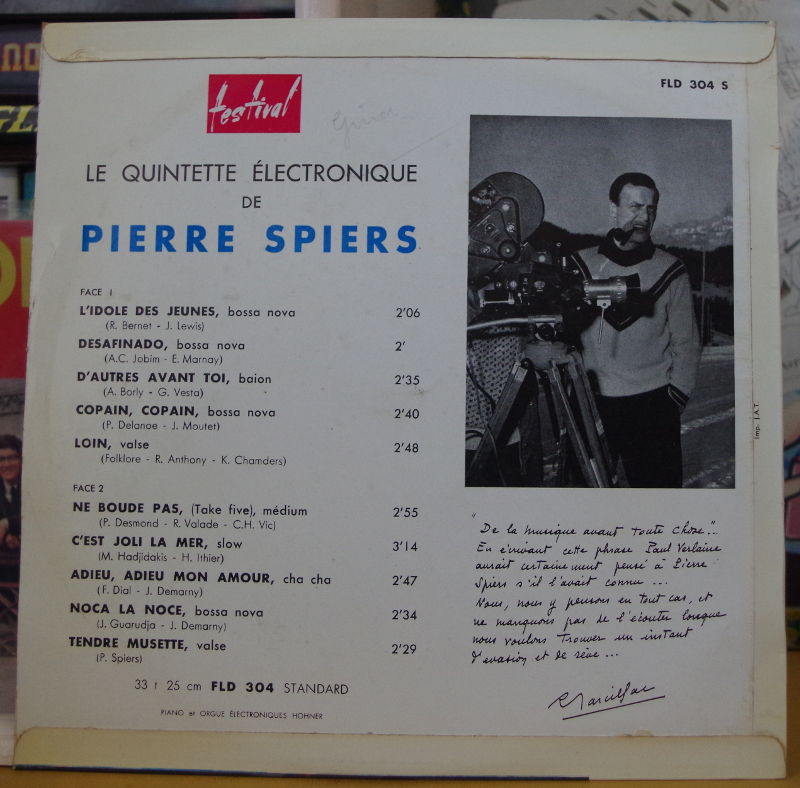 festival
FLD 304 S
LE QUINTETTE ÉLECTRONIQUE
DE
PIERRE SPIERS
FACE 1
L'IDOLE DES JEUNES, bossa nova 2'06
(R. Bernet - J. Lewis)
DESAFINADO, bossa nova 2'
(A.C. Jobim - E. Marnay)
D'AUTRES AVANT TOI, baion 2'35
(A. Borly - G. Vesta)
COPAIN, COPAIN, bossa nova 2'40
(P. Delanoe - J. Moutet)
LOIN, valse 2'48
(Folklore - R. Anthony - K. Chamders)
FACE 2
NE BOUDE PAS, (Take five), médium 2'55
(P. Desmond - R. Valade - C.H. Vic)
C'EST JOLI LA MER, slow 3'14
(M. Hadjidakis - H. Ithier)
ADIEU, ADIEU MON AMOUR, cha cha 2'47
(F. Dial - J. Demarny)
NOCA LA NOCE, bossa nova 2'34
(J. Guarudja - J. Demarny)
TENDRE MUSETTE, valse 2'29
(P. Spiers)
33 t 25 cm FLD 304 STANDARD
PIANO et ORGUE ÉLECTRONIQUES HOHNER
Imp. J.A.T.
"De la musique avant toute chose"...
En écrivant cette phrase Paul Verlaine
aurait certainement pensé à Pierre
Spiers s'il l'avait connu ...
Nous, nous y pensons en tout cas, et
ne manquons pas de l'écouter lorsque
nous voulons trouver un instant
d'évasion et de rêve ...